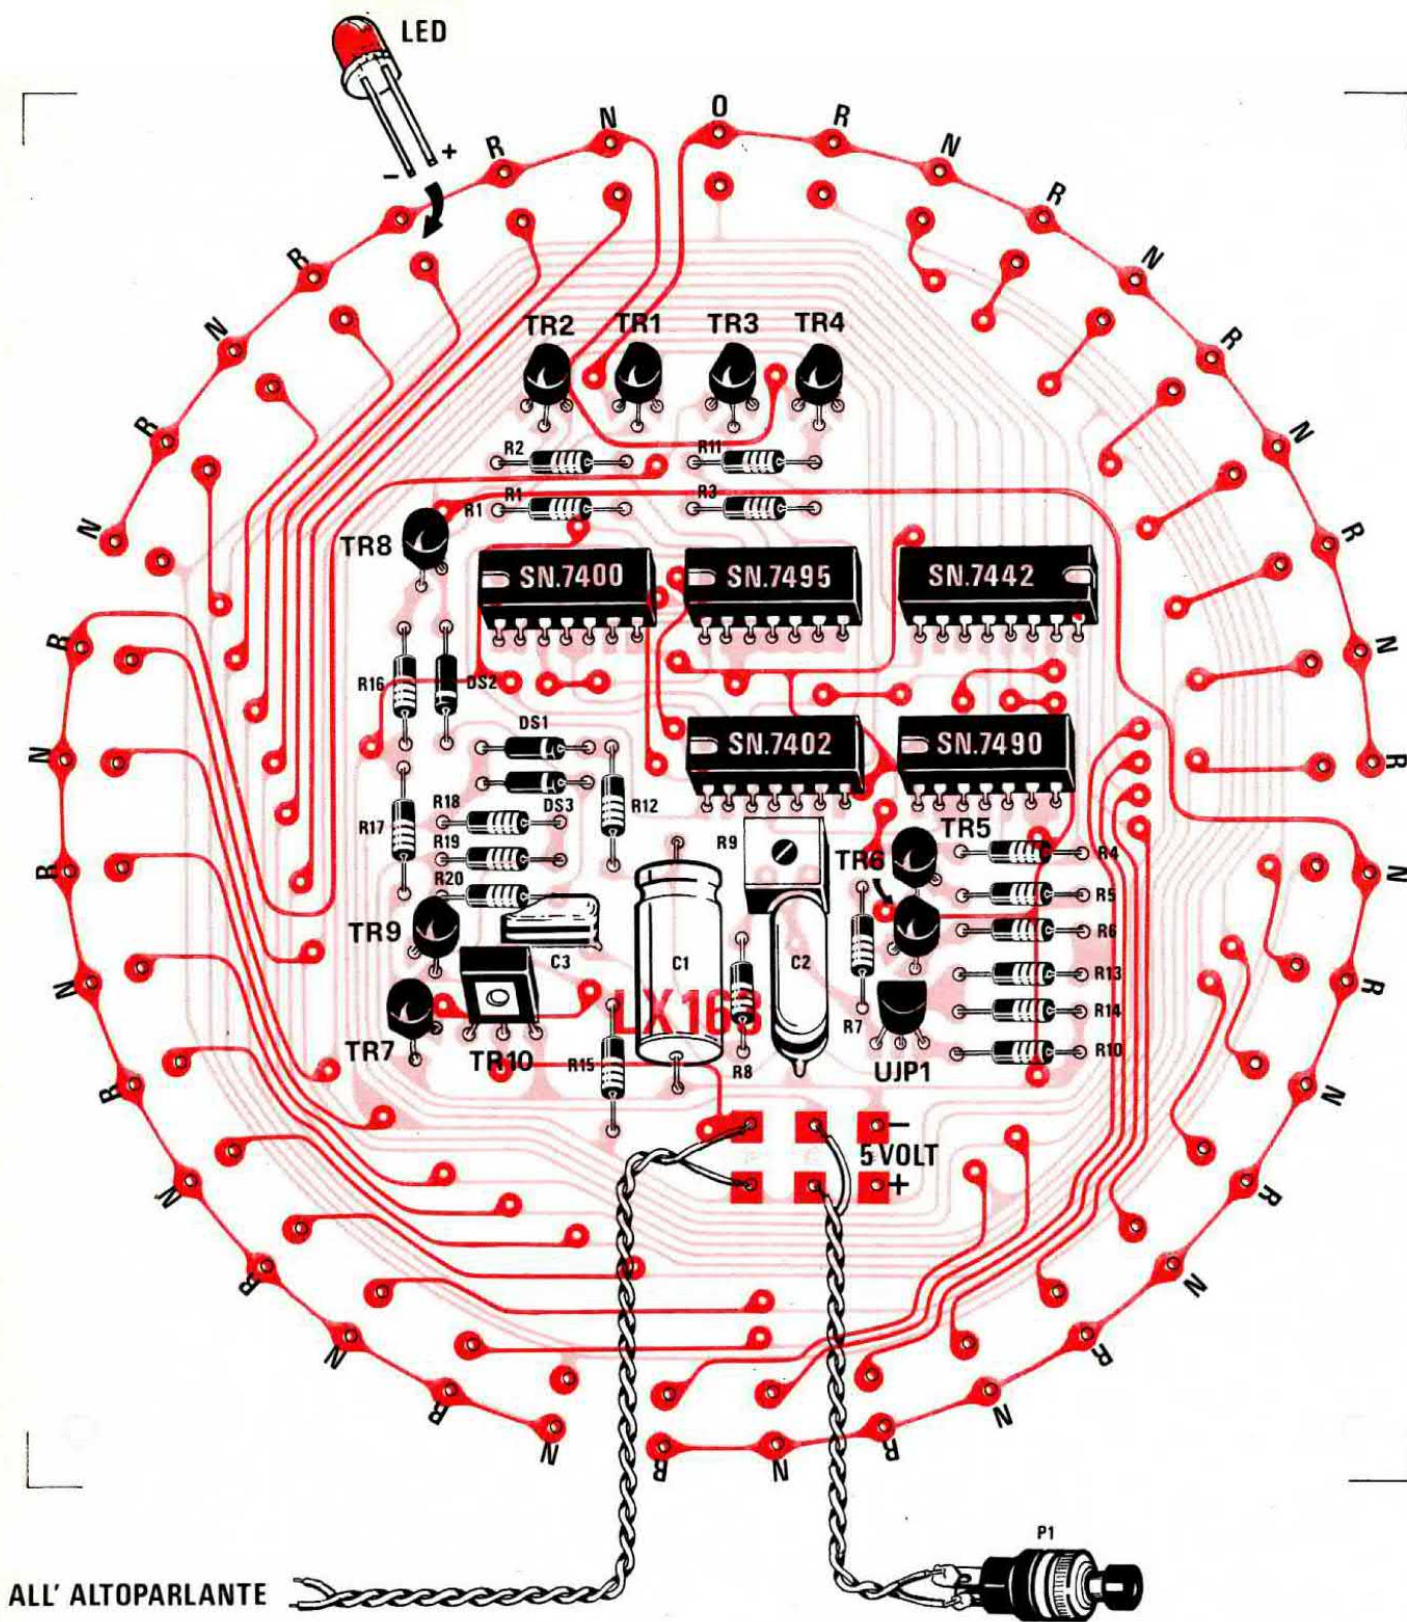 LED
+
-
N
O
R
N
R
N
R
N
R
N
R
N
R
N
R
N
R
N
R
N
R
N
R
N
R
N
R
N
R
N
R
N
R
N
R
R
TR2
TR1
TR3
TR4
R2
R11
R1
R3
R1
TR8
SN.7400
SN.7495
SN.7442
R16
DS2
DS1
SN.7402
SN.7490
DS3
R12
R17
R18
R19
R20
R9
TR5
TR6
R4
R5
R6
TR9
C3
C1
C2
R13
R14
LX168
R7
R10
TR7
TR10
R15
R8
UJP1
-
5 VOLT
+
P1
ALL' ALTOPARLANTE